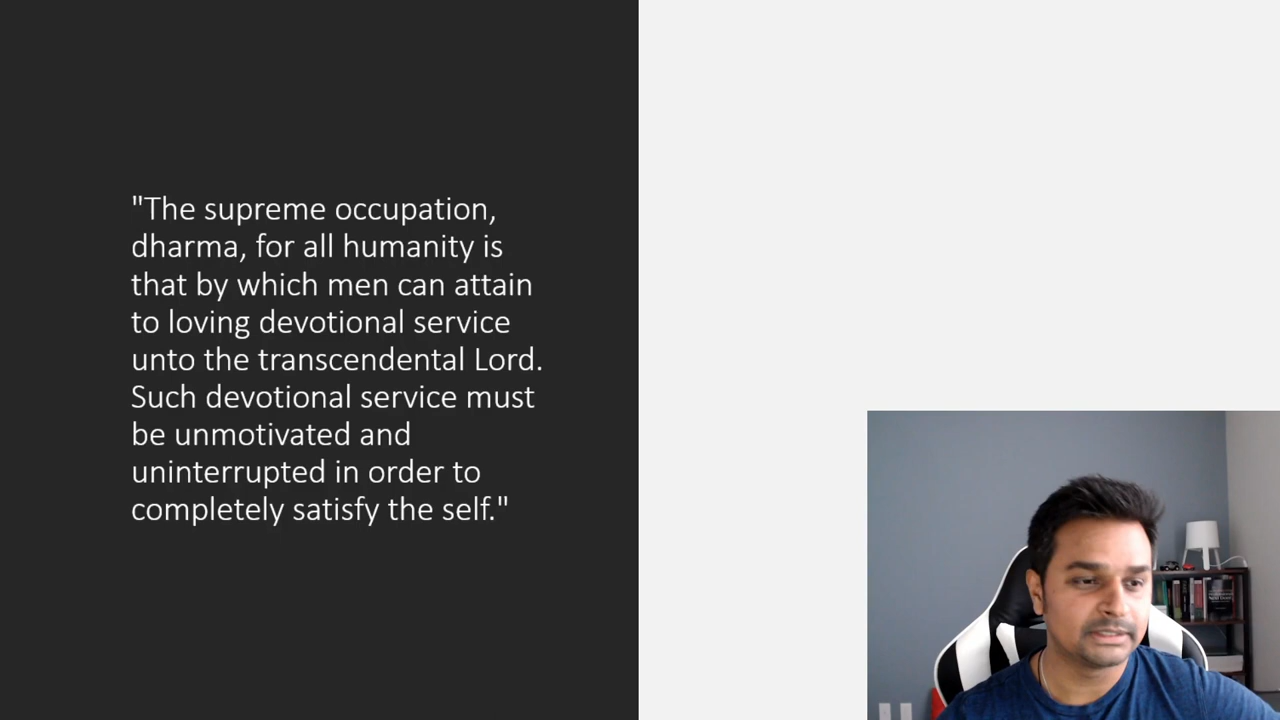 "The supreme occupation,
dharma, for all humanity is
that by which men can attain
to loving devotional service
unto the transcendental Lord.
Such devotional service must
be unmotivated and
uninterrupted in order to
completely satisfy the self."